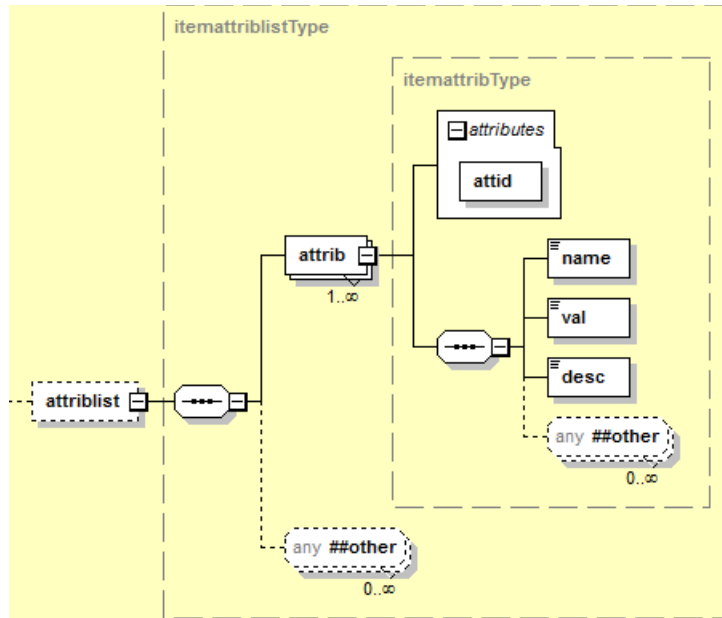 itemattriblistType
itemattribType
attributes
attid
attrib
1..∞
name
val
desc
any ##other
0..∞
attriblist
any ##other
0..∞